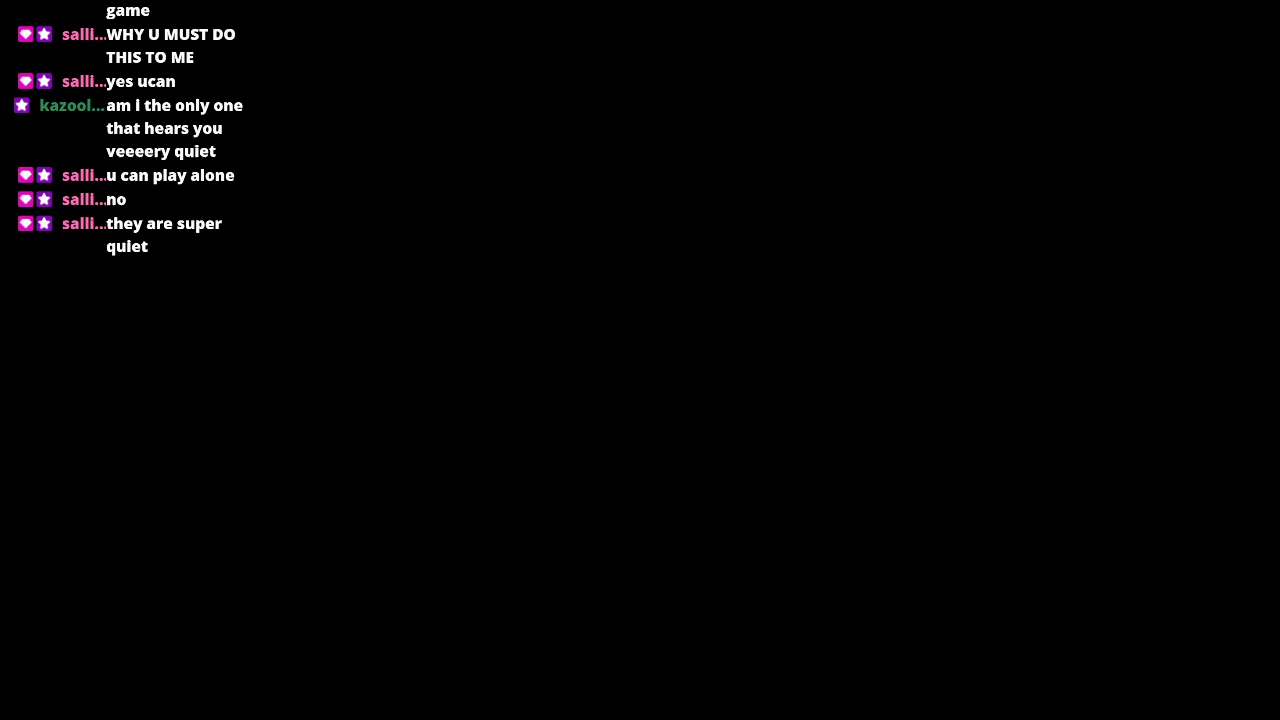 game
salli...WHY U MUST DO
THIS TO ME
salli...yes ucan
kazool...am i the only one
that hears you
veeeery quiet
salli...u can play alone
salli...no
salli...they are super
quiet